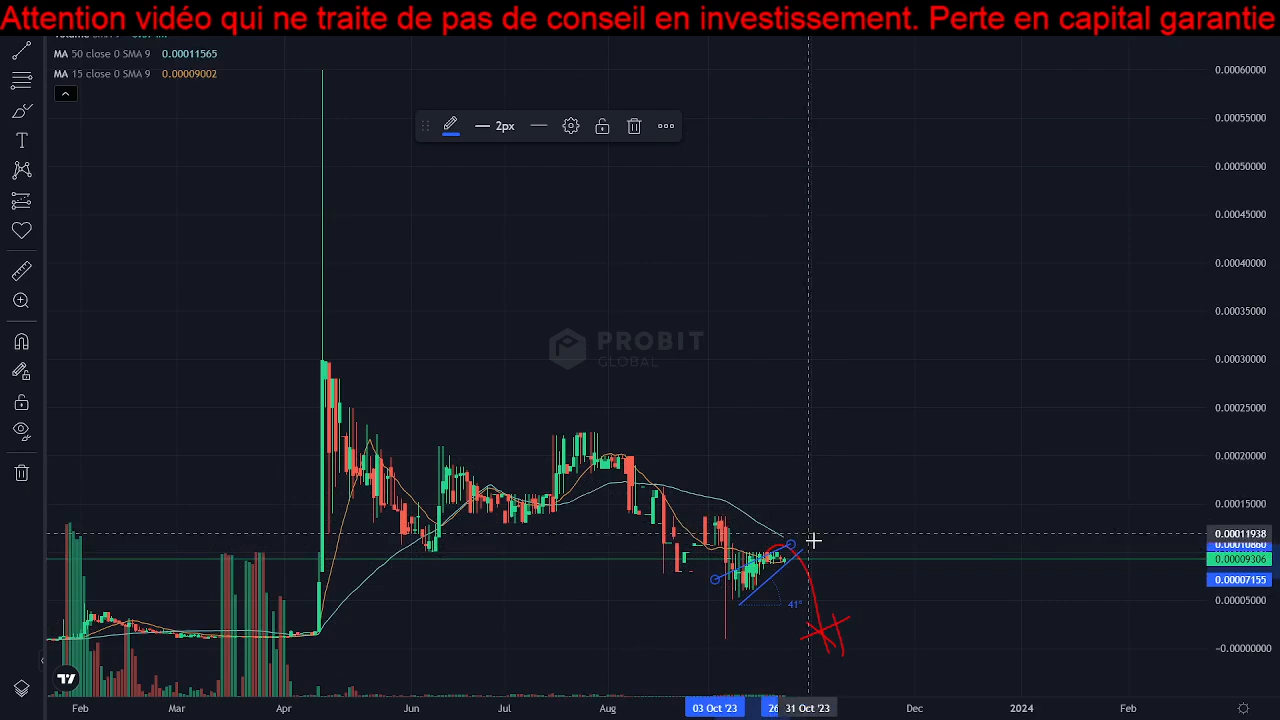 Attention vidéo qui ne traite de pas de conseil en investissement. Perte en capital garantie
MA 50 close 0 SMA 9 0.00011565
MA 15 close 0 SMA 9 0.00009002
2px
0.00060000
0.00055000
0.00050000
0.00045000
0.00040000
0.00035000
PROBIT
GLOBAL
0.00030000
0.00025000
0.00020000
0.00015000
0.00011938
0.00009306
0.00007155
41°
0.00005000
-0.00000000
Feb Mar Apr Jun Jul Aug 03 Oct '23 26 31 Oct '23 Dec 2024 Feb